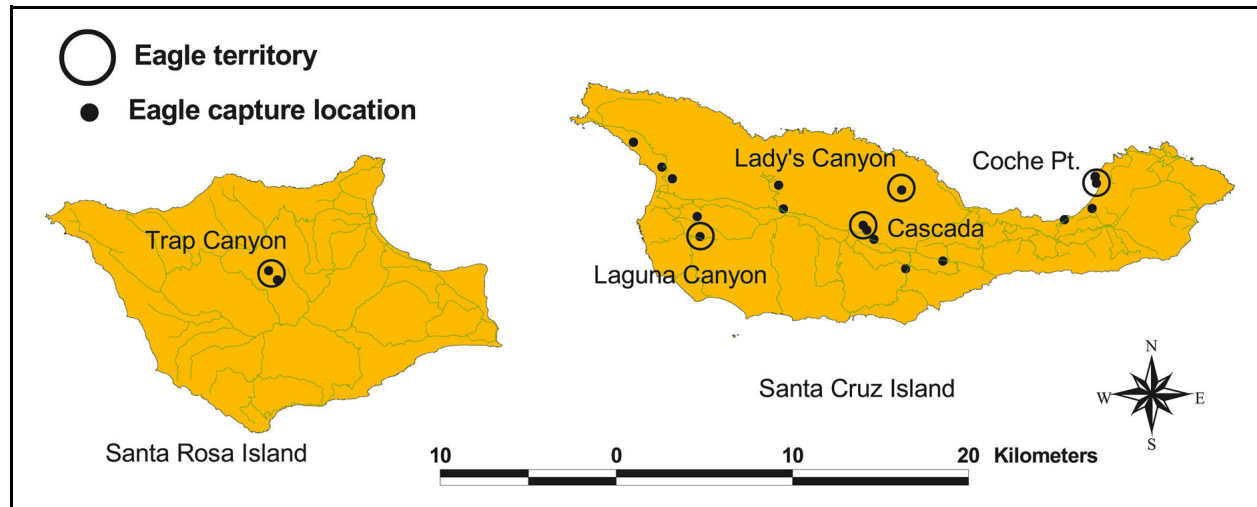 Eagle territory
Eagle capture location
Lady's Canyon
Coche Pt.
Trap Canyon
Cascada
Laguna Canyon
N
W E
S
Santa Cruz Island
Santa Rosa Island
10 0 10 20 Kilometers